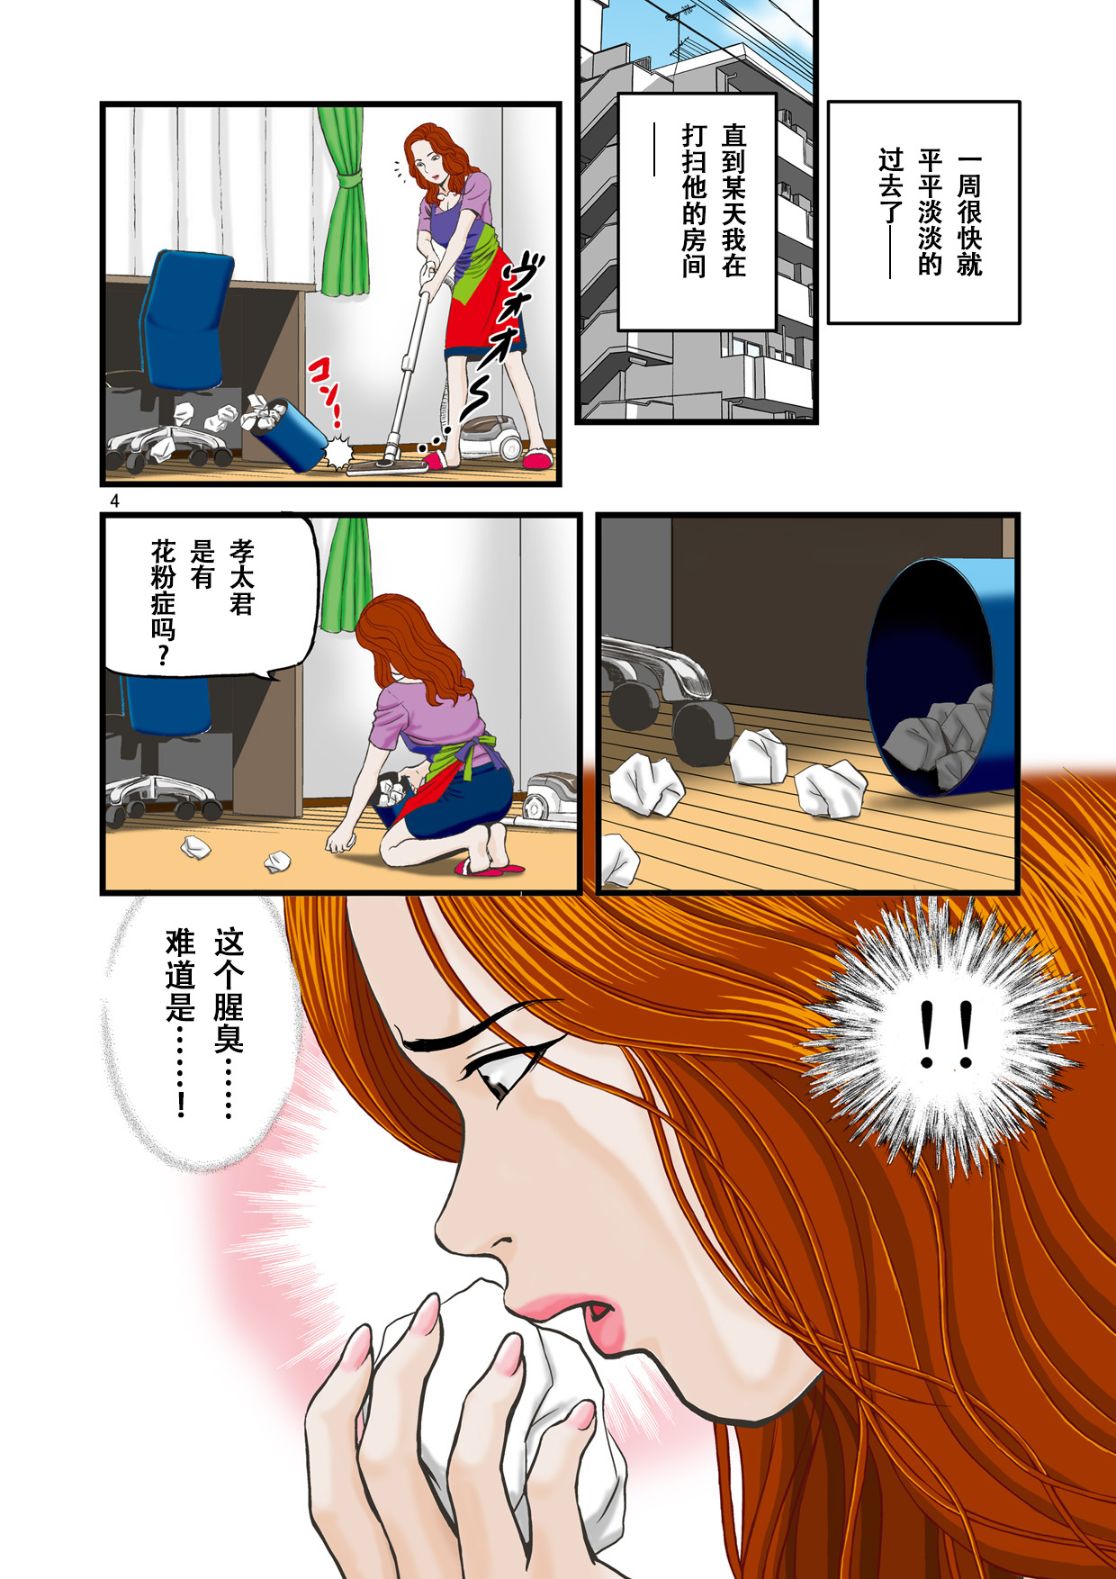 一周很快就
平平淡淡的
过去了——
直到某天我在
打扫他的房间
——
ヴォオオ〜
コン!
4
孝太君
是有
花粉症吗?
!!
这个腥臭……
难道是………!